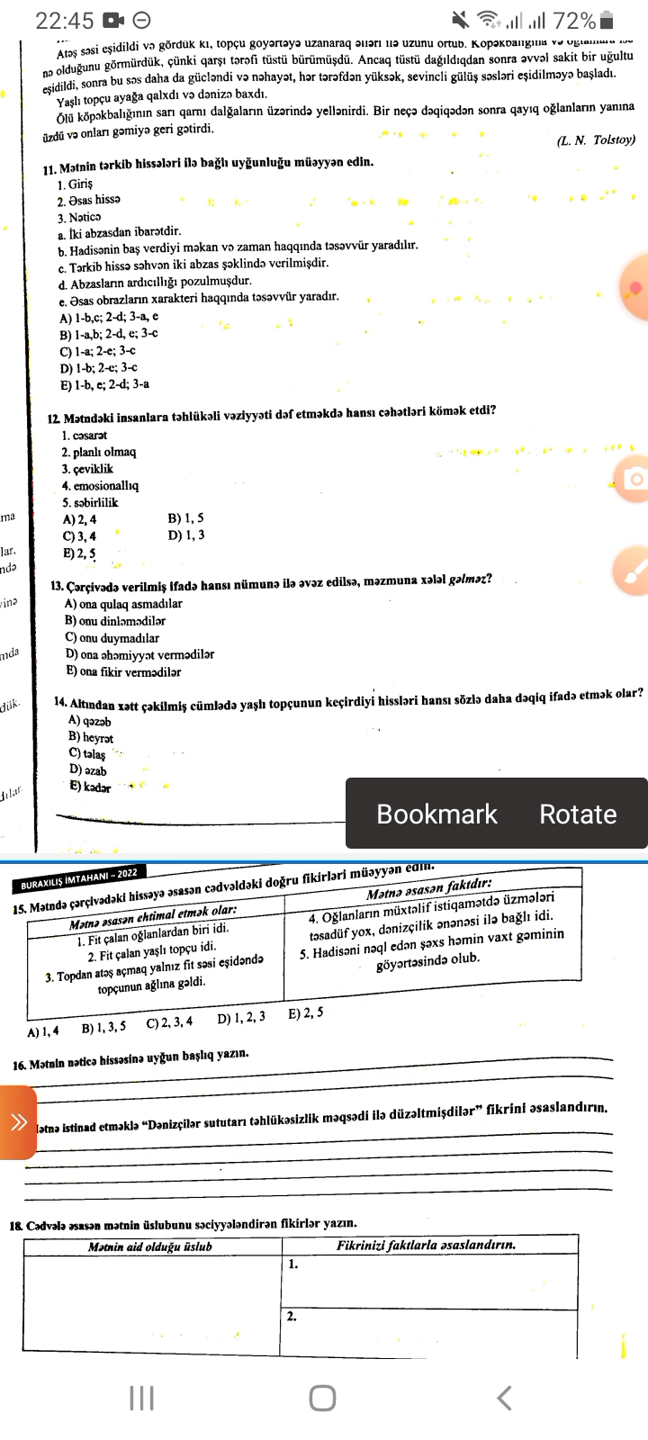 22:45 72%
Atəş səsi eşidildi və gördük ki, topçu göyərtəyə uzanaraq əlləri ilə üzünü örtüb. Köpəkbalığına və oğlanlara
nə olduğunu görmürdük, çünki qarşı tərəfi tüstü bürümüşdü. Ancaq tüstü dağıldıqdan sonra əvvəl sakit bir uğultu
eşidildi, sonra bu səs daha da gücləndi və nəhayət, hər tərəfdən yüksək, sevincli gülüş səsləri eşidilməyə başladı.
Yaşlı topçu ayağa qalxdı və dənizə baxdı.
Ölü köpəkbalığının sarı qarnı dalğaların üzərində yellənirdi. Bir neçə dəqiqədən sonra qayıq oğlanların yanına
üzdü və onları gəmiyə geri gətirdi.
(L. N. Tolstoy)
11. Mətnin tərkib hissələri ilə bağlı uyğunluğu müəyyən edin.
1. Giriş
2. Əsas hissə
3. Nəticə
a. İki abzasdan ibarətdir.
b. Hadisənin baş verdiyi məkan və zaman haqqında təsəvvür yaradılır.
c. Tərkib hissə səhvən iki abzas şəklində verilmişdir.
d. Abzasların ardıcıllığı pozulmuşdur.
e. Əsas obrazların xarakteri haqqında təsəvvür yaradır.
A) 1-b,c; 2-d; 3-a, e
B) 1-a,b; 2-d, e; 3-c
C) 1-a; 2-e; 3-c
D) 1-b; 2-e; 3-c
E) 1-b, e; 2-d; 3-a
12. Mətndəki insanlara təhlükəli vəziyyəti dəf etməkdə hansı cəhətləri kömək etdi?
1. cəsarət
2. planlı olmaq
3. çeviklik
4. emosionallıq
5. səbirlilik
A) 2, 4 B) 1, 5
C) 3, 4 D) 1, 3
E) 2, 5
13. Çərçivədə verilmiş ifadə hansı nümunə ilə əvəz edilsə, məzmuna xələl gəlməz?
A) ona qulaq asmadılar
B) onu dinləmədilər
C) onu duymadılar
D) ona əhəmiyyət vermədilər
E) ona fikir vermədilər
14. Altından xətt çəkilmiş cümlədə yaşlı topçunun keçirdiyi hissləri hansı sözlə daha dəqiq ifadə etmək olar?
A) qəzəb
B) heyrət
C) təlaş
D) əzab
E) kədər
Bookmark Rotate
BURAXILIŞ İMTAHANI – 2022
15. Mətndə çərçivədəki hissəyə əsasən cədvəldəki doğru fikirləri müəyyən edin.
Mətnə əsasən ehtimal etmək olar: Mətnə əsasən faktdır:
1. Fit çalan oğlanlardan biri idi.
2. Fit çalan yaşlı topçu idi.
3. Topdan atəş açmaq yalnız fit səsi eşidəndə
topçunun ağlına gəldi.
4. Oğlanların müxtəlif istiqamətdə üzmələri
təsadüf yox, dənizçilik ənənəsi ilə bağlı idi.
5. Hadisəni nəql edən şəxs həmin vaxt gəminin
göyərtəsində olub.
A) 1, 4 B) 1, 3, 5 C) 2, 3, 4 D) 1, 2, 3 E) 2, 5
16. Mətnin nəticə hissəsinə uyğun başlıq yazın.
ətnə istinad etməklə “Dənizçilər sututarı təhlükəsizlik məqsədi ilə düzəltmişdilər” fikrini əsaslandırın.
18. Cədvələ əsasən mətnin üslubunu səciyyələndirən fikirlər yazın.
Mətnin aid olduğu üslub Fikrinizi faktlarla əsaslandırın.
1.
2.